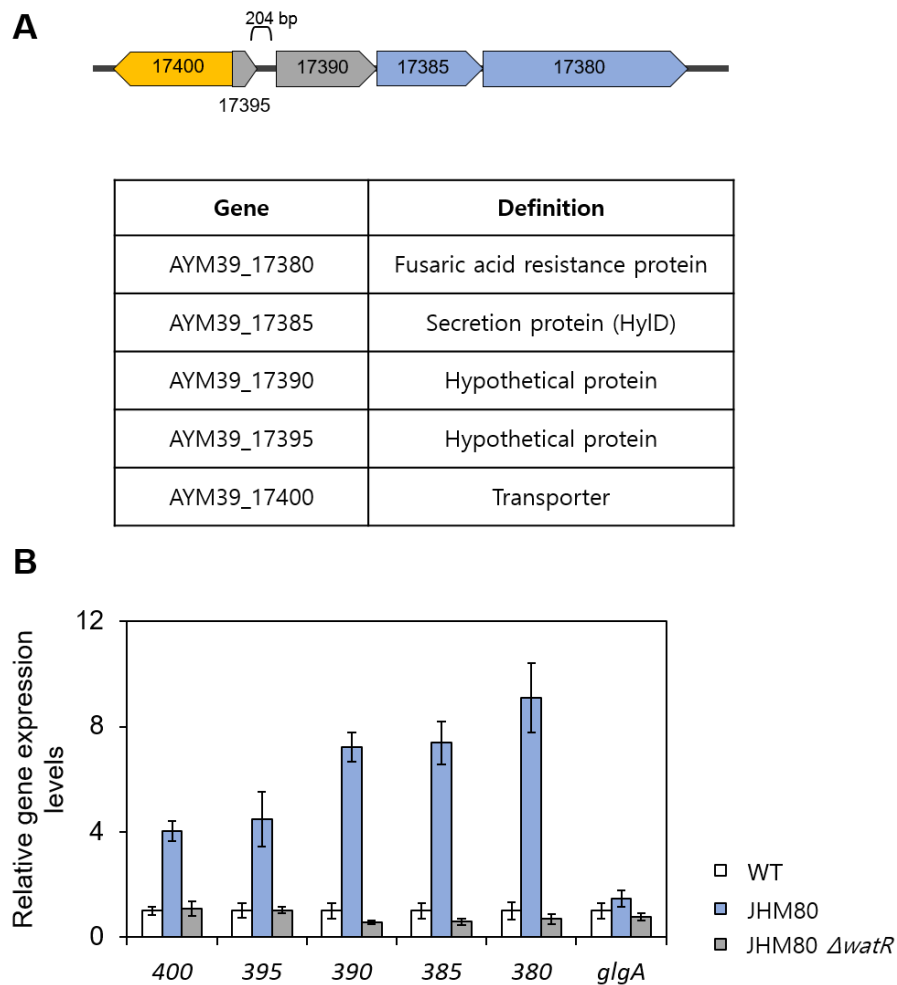 A
204 bp
17400
17390
17385
17380
17395
Gene Definition
AYM39_17380 Fusaric acid resistance protein
AYM39_17385 Secretion protein (HylD)
AYM39_17390 Hypothetical protein
AYM39_17395 Hypothetical protein
AYM39_17400 Transporter
B
Relative gene expression
levels
12
8
4
0
400 395 390 385 380 glgA
WT
JHM80
JHM80 ΔwatR